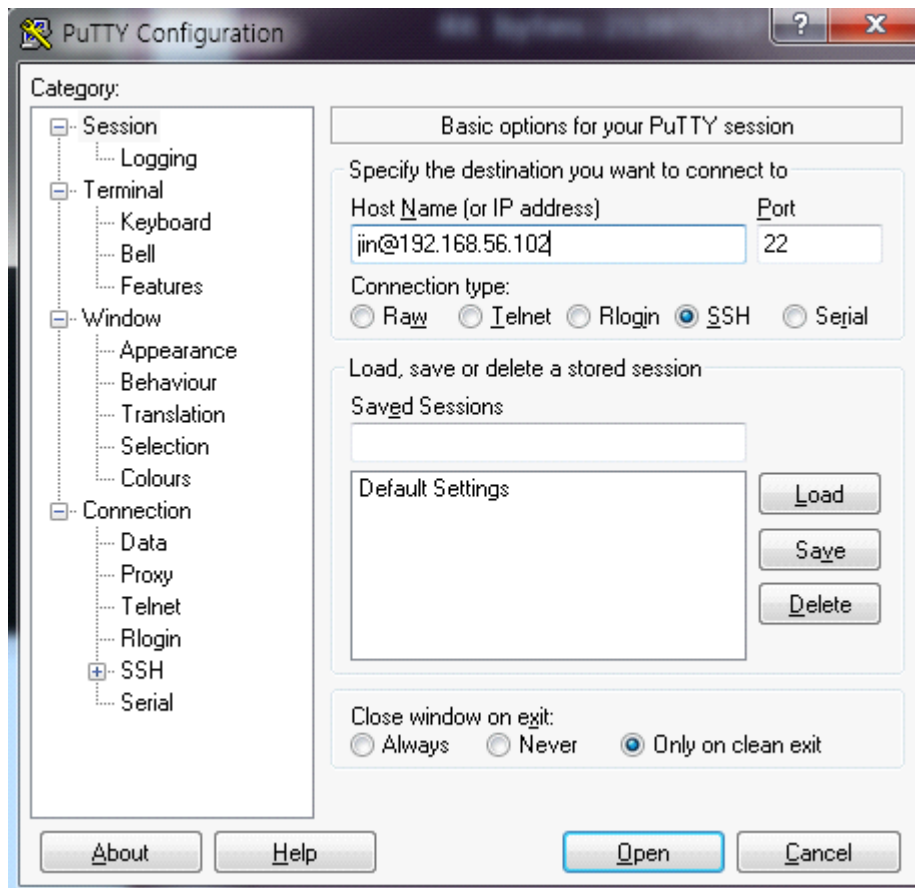 PuTTY Configuration
Category:
Session
Logging
Terminal
Keyboard
Bell
Features
Window
Appearance
Behaviour
Translation
Selection
Colours
Connection
Data
Proxy
Telnet
Rlogin
SSH
Serial
Basic options for your PuTTY session
Specify the destination you want to connect to
Host Name (or IP address) Port
jin@192.168.56.102 22
Connection type:
Raw Telnet Rlogin SSH Serial
Load, save or delete a stored session
Saved Sessions
Default Settings
Load
Save
Delete
Close window on exit:
Always Never Only on clean exit
About Help Open Cancel